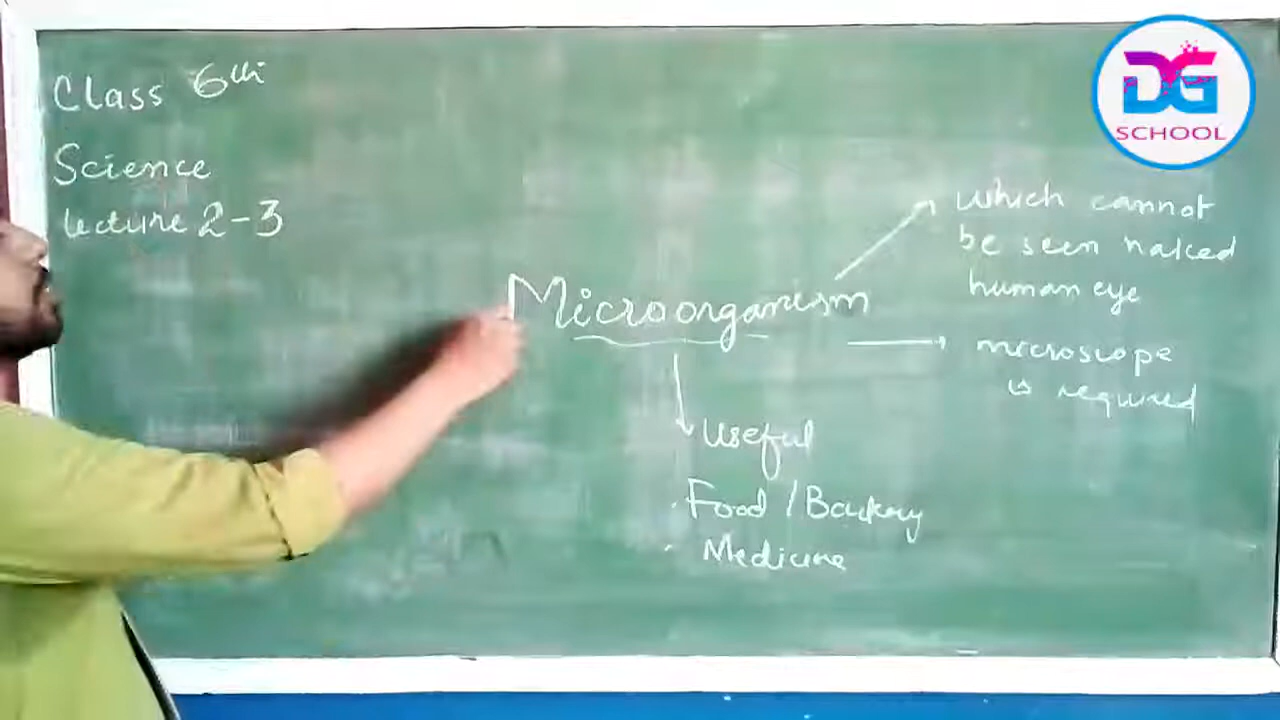 Class 6th
Science
Lecture 2-3
DG
SCHOOL
which cannot
be seen naked
human eye
Microorganism
microscope
is required
Useful
. Food / Backery
. Medicine